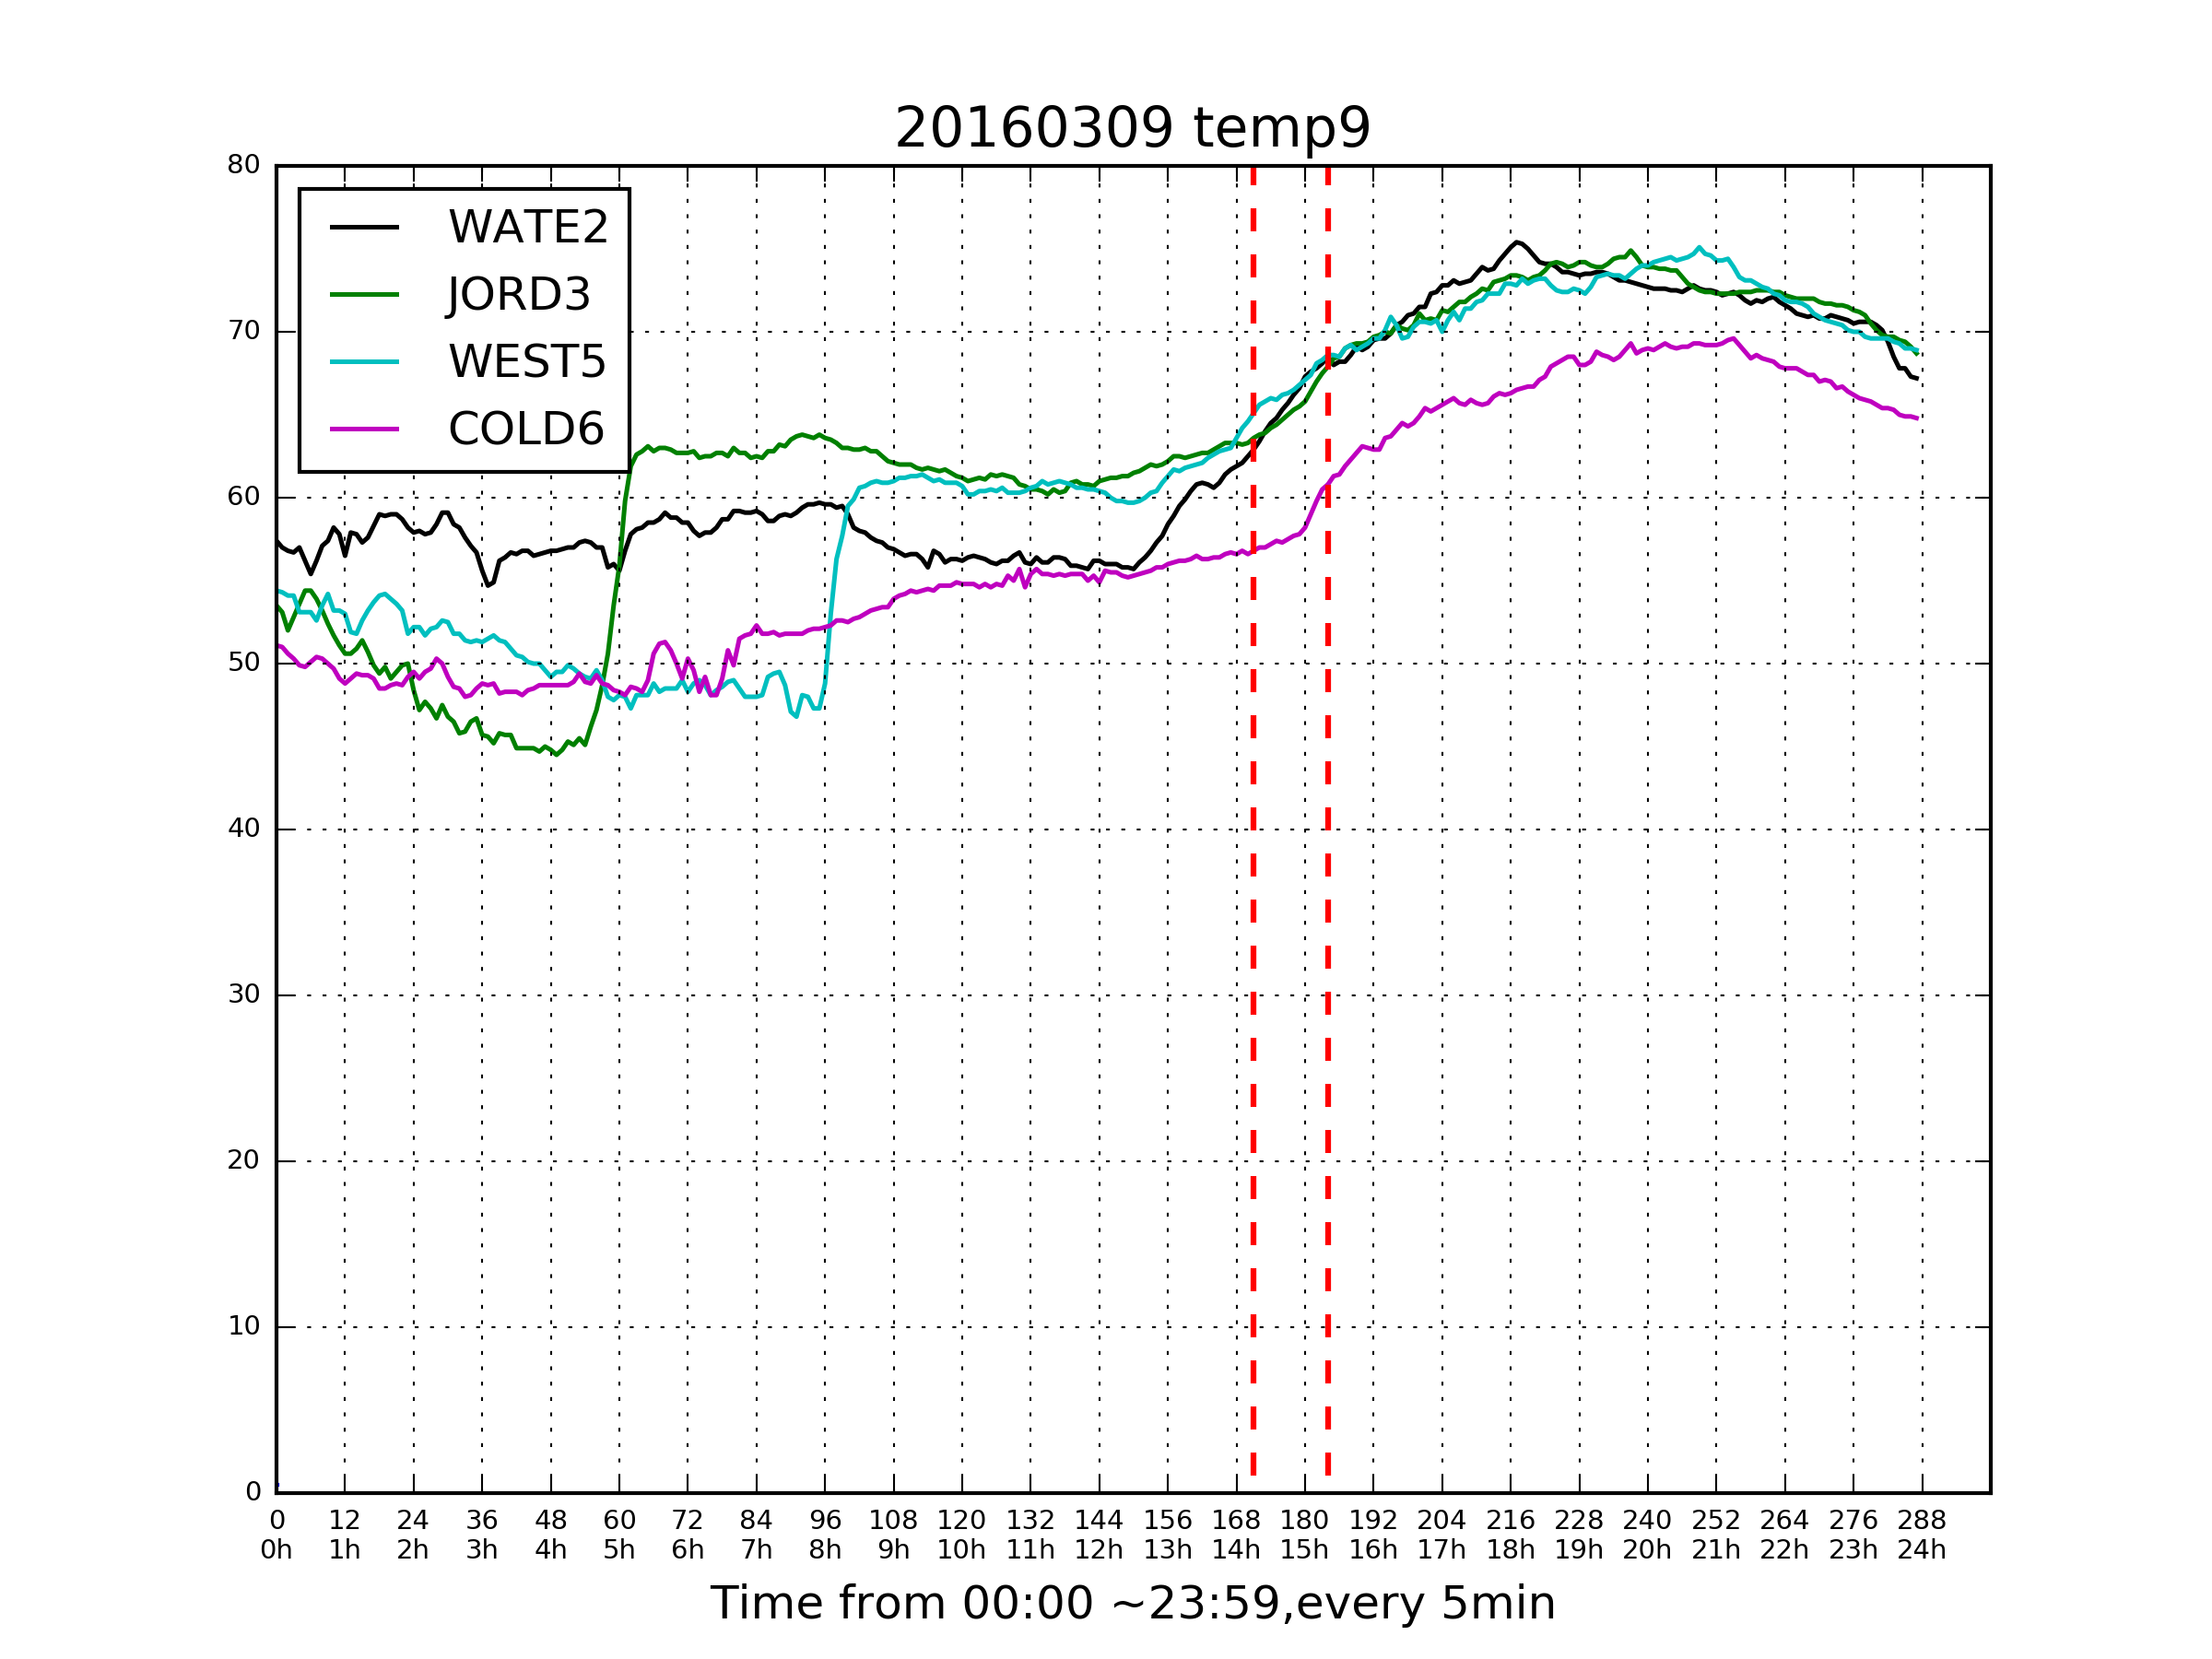 20160309 temp9
80
70
60
50
40
30
20
10
0
WATE2
JORD3
WEST5
COLD6
0 12 24 36 48 60 72 84 96 108 120 132 144 156 168 180 192 204 216 228 240 252 264 276 288
0h 1h 2h 3h 4h 5h 6h 7h 8h 9h 10h 11h 12h 13h 14h 15h 16h 17h 18h 19h 20h 21h 22h 23h 24h
Time from 00:00 ~23:59,every 5min